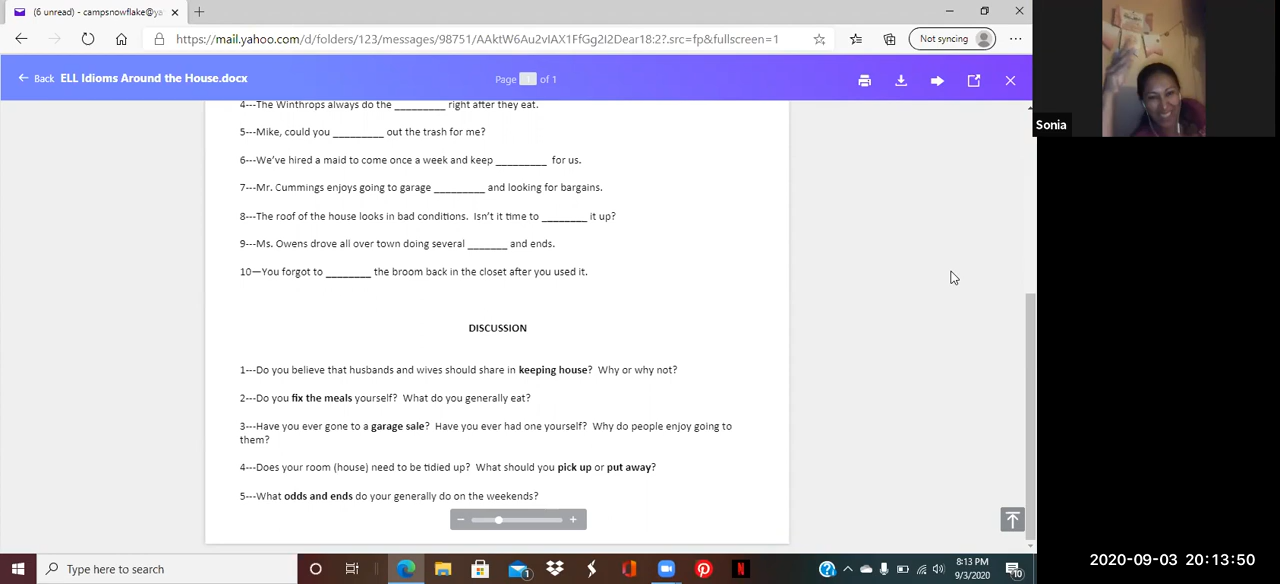 (6 unread) - campsnowflake@ya
https://mail.yahoo.com/d/folders/123/messages/98751/AAktW6Au2vIAX1FfGg2I2Dear18:2?.src=fp&fullscreen=1
Not syncing
Back ELL Idioms Around the House.docx
Page 1 of 1
4---The Winthrops always do the _________ right after they eat.
5---Mike, could you _________ out the trash for me?
6---We've hired a maid to come once a week and keep _________ for us.
7---Mr. Cummings enjoys going to garage _________ and looking for bargains.
8---The roof of the house looks in bad conditions. Isn't it time to ________ it up?
9---Ms. Owens drove all over town doing several _______ and ends.
10—You forgot to ________ the broom back in the closet after you used it.
DISCUSSION
1---Do you believe that husbands and wives should share in keeping house? Why or why not?
2---Do you fix the meals yourself? What do you generally eat?
3---Have you ever gone to a garage sale? Have you ever had one yourself? Why do people enjoy going to
them?
4---Does your room (house) need to be tidied up? What should you pick up or put away?
5---What odds and ends do your generally do on the weekends?
Sonia
Type here to search
1
8:13 PM
9/3/2020
10
2020-09-03 20:13:50